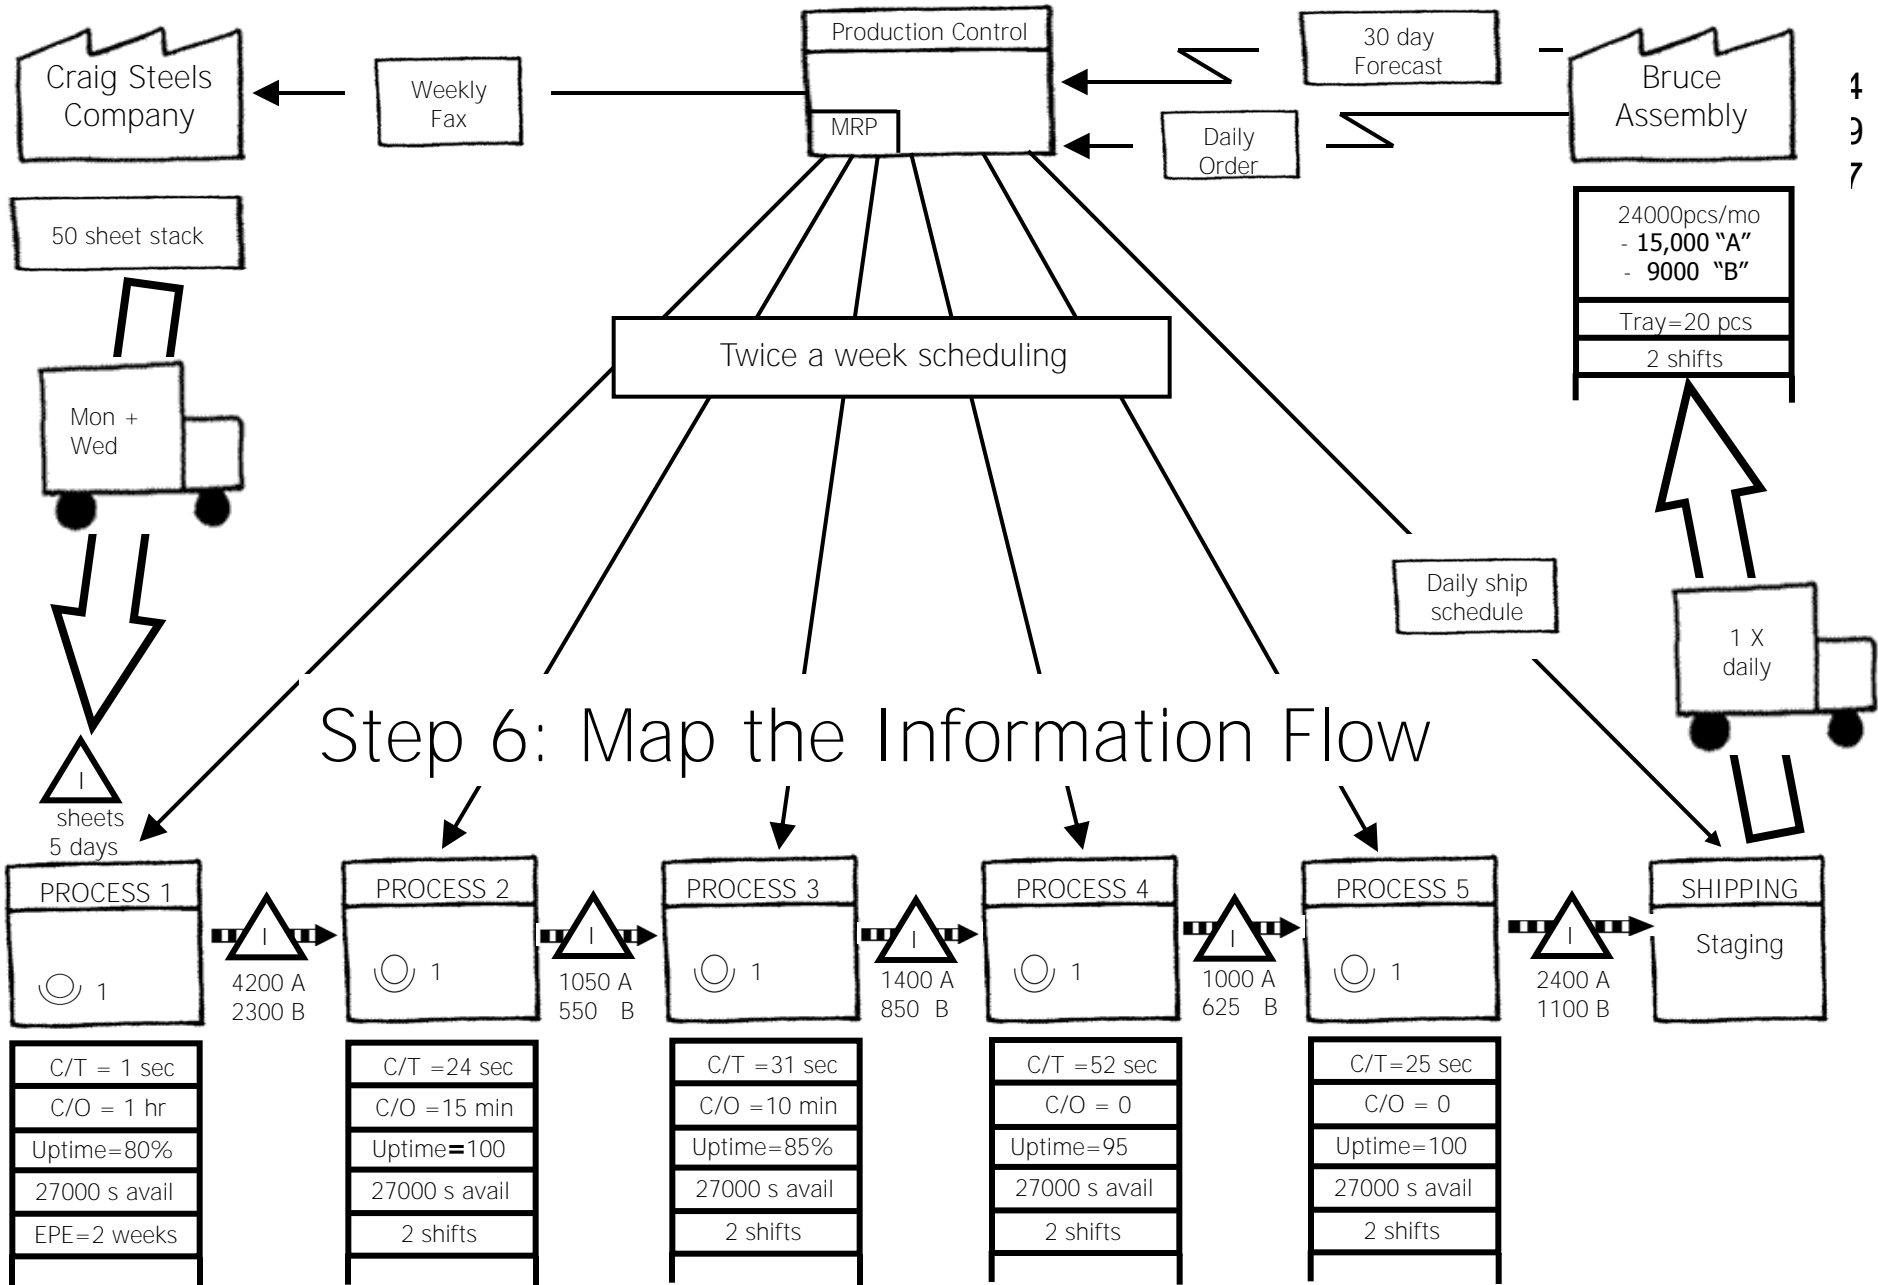 Production Control
MRP
Craig Steels
Company
Weekly
Fax
30 day
Forecast
Daily
Order
Bruce
Assembly
4
9
7
50 sheet stack
24000pcs/mo
- 15,000 “A”
- 9000 “B”
Tray=20 pcs
2 shifts
Twice a week scheduling
Mon +
Wed
Daily ship
schedule
1 X
daily
Step 6: Map the Information Flow
I
sheets
5 days
PROCESS 1
1
I
4200 A
2300 B
PROCESS 2
1
I
1050 A
550 B
PROCESS 3
1
I
1400 A
850 B
PROCESS 4
1
I
1000 A
625 B
PROCESS 5
1
I
2400 A
1100 B
SHIPPING
Staging
C/T = 1 sec
C/O = 1 hr
Uptime=80%
27000 s avail
EPE=2 weeks
C/T =24 sec
C/O =15 min
Uptime=100
27000 s avail
2 shifts
C/T =31 sec
C/O =10 min
Uptime=85%
27000 s avail
2 shifts
C/T =52 sec
C/O = 0
Uptime=95
27000 s avail
2 shifts
C/T=25 sec
C/O = 0
Uptime=100
27000 s avail
2 shifts